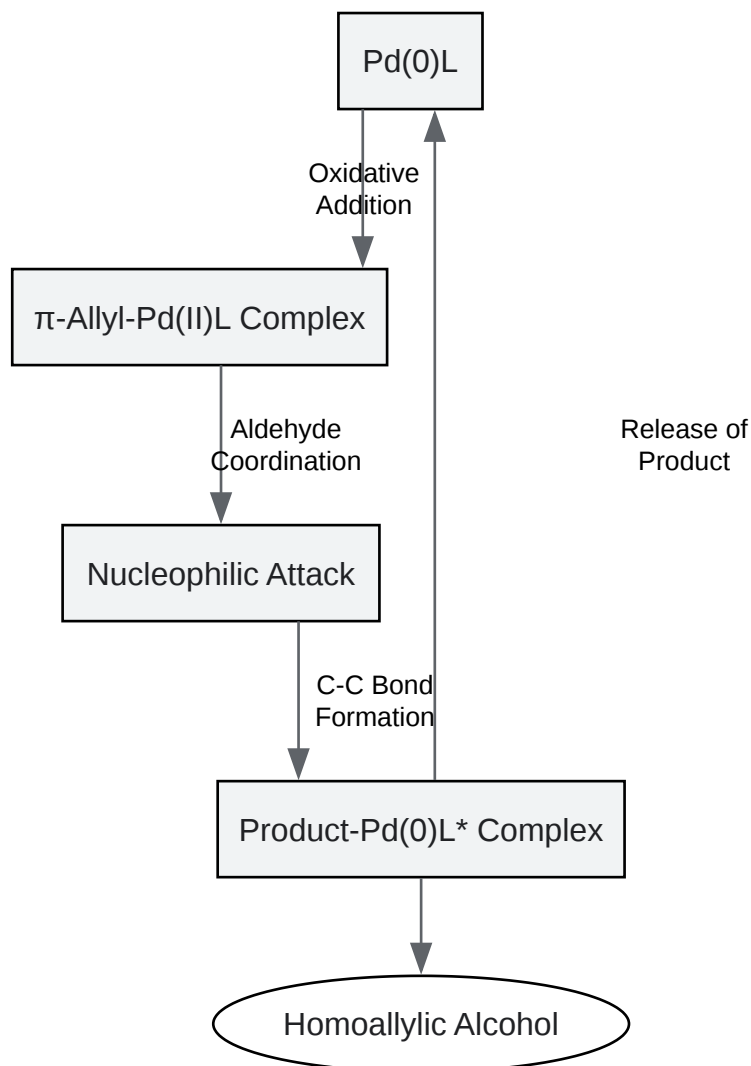 Pd(0)L
Oxidative
Addition
π-Allyl-Pd(II)L Complex
Aldehyde
Coordination
Release of
Product
Nucleophilic Attack
C-C Bond
Formation
Product-Pd(0)L* Complex
Homoallylic Alcohol